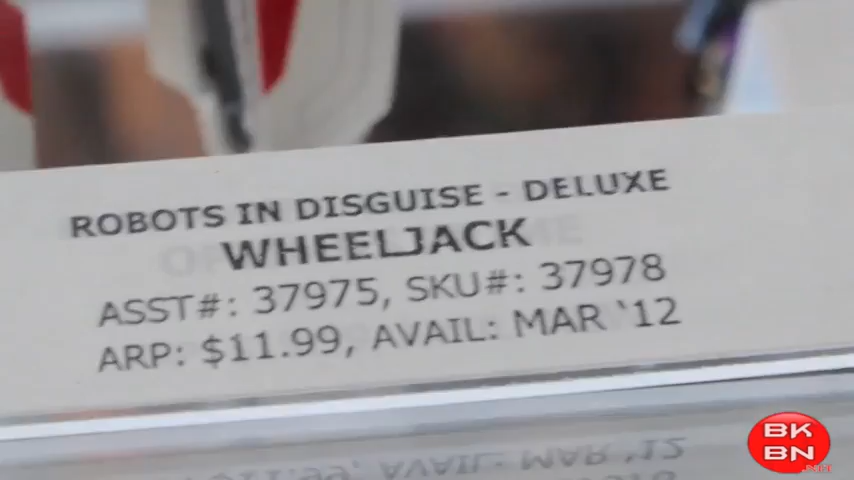 ROBOTS IN DISGUISE - DELUXE
WHEELJACK
ASST#: 37975, SKU#: 37978
ARP: $11.99, AVAIL: MAR '12
BK
BN